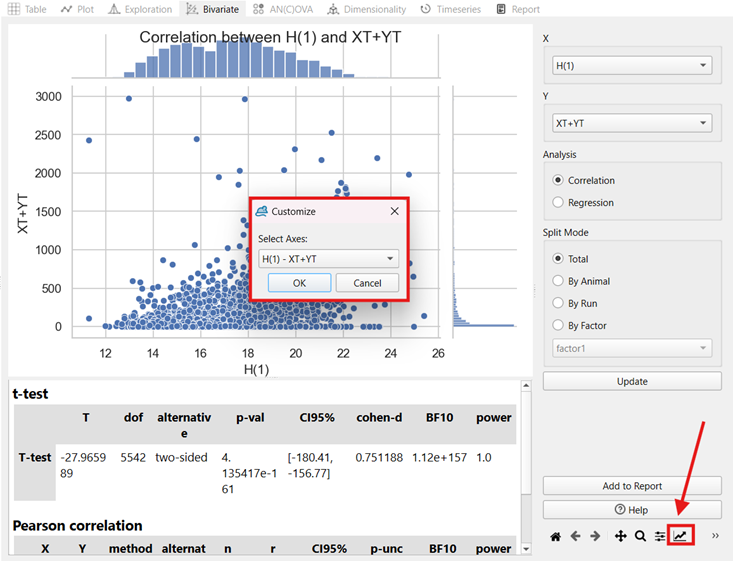 Table Plot Exploration Bivariate AN(C)OVA Dimensionality Timeseries Report
Correlation between H(1) and XT+YT
3000
2500
2000
1500
1000
500
0
XT+YT
12 14 16 18 20 22 24 26
H(1)
Customize
Select Axes:
H(1) - XT+YT
OK Cancel
X
H(1)
Y
XT+YT
Analysis
Correlation
Regression
Split Mode
Total
By Animal
By Run
By Factor
factor1
Update
Add to Report
Help
t-test
T dof alternativ
e p-val CI95% cohen-d BF10 power
T-test -27.9659
89 5542 two-sided 4.
135417e-1
61 [-180.41,
-156.77] 0.751188 1.12e+157 1.0
Pearson correlation
X Y method alternat n r CI95% p-unc BF10 power